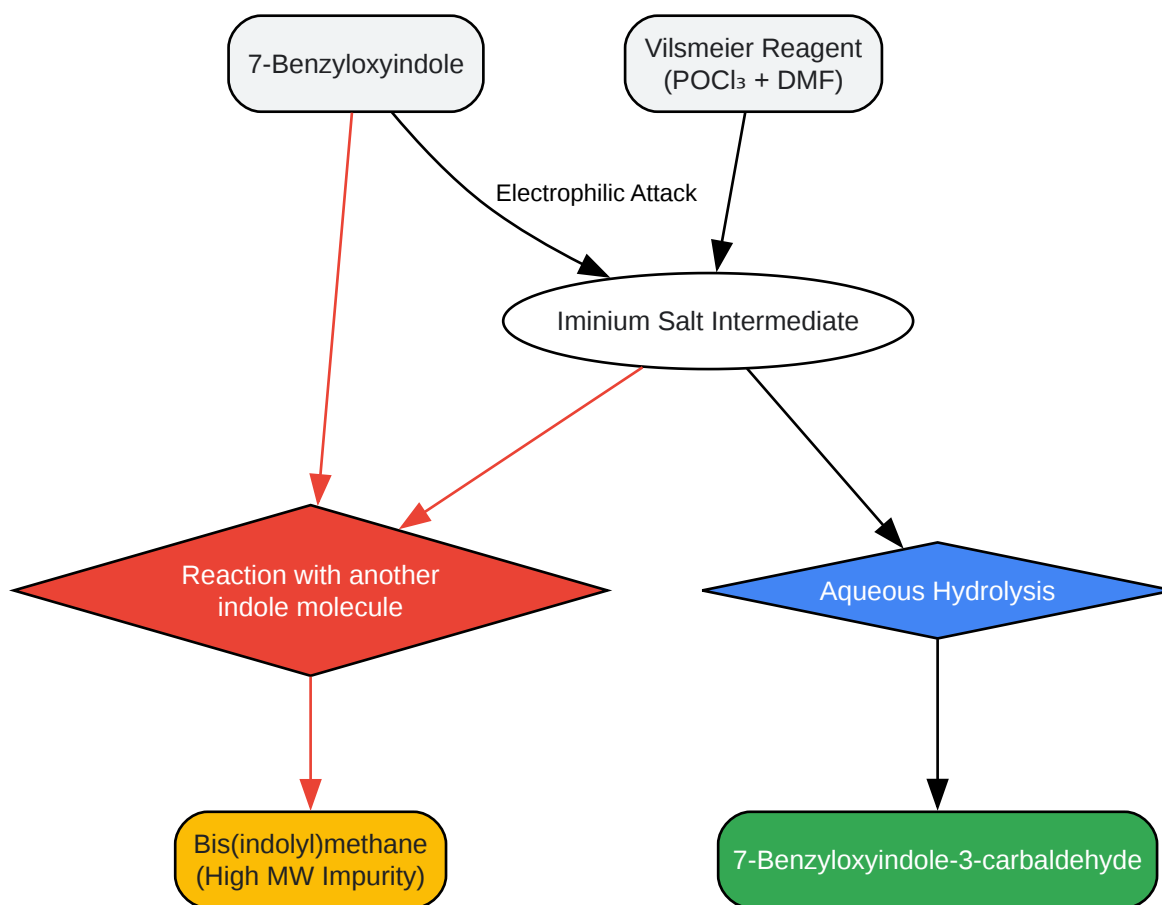 7-Benzyloxyindole
Vilsmeier Reagent
(POCl₃ + DMF)
Electrophilic Attack
Iminium Salt Intermediate
Reaction with another
indole molecule
Aqueous Hydrolysis
Bis(indolyl)methane
(High MW Impurity)
7-Benzyloxyindole-3-carbaldehyde